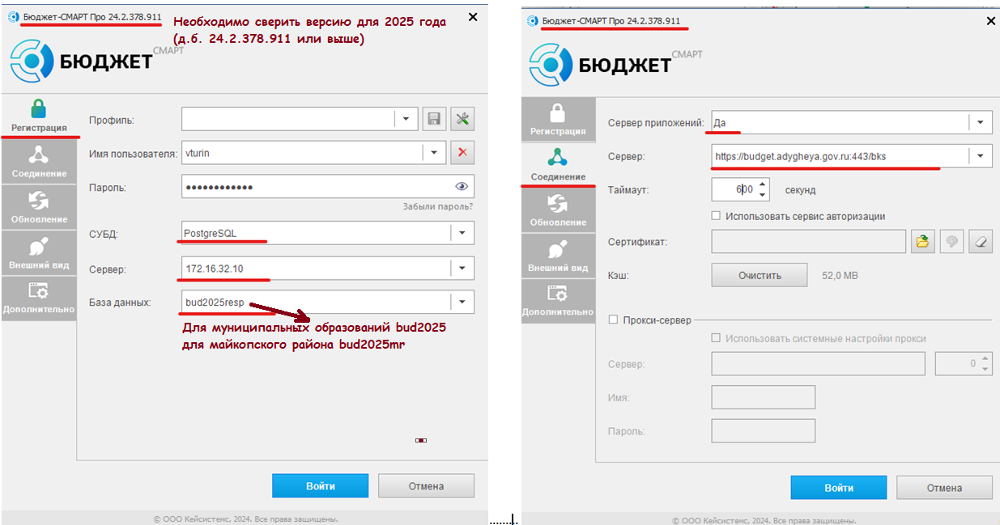 Бюджет-СМАРТ Про 24.2.378.911
Необходимо сверить версию для 2025 года
(д.б. 24.2.378.911 или выше)
БЮДЖЕТ СМАРТ
Регистрация
Соединение
Обновление
Внешний вид
Дополнительно
Профиль:
Имя пользователя: vturin
Пароль: ●●●●●●●●●●●●
Забыли пароль?
СУБД: PostgreSQL
Сервер: 172.16.32.10
База данных: bud2025resp
Для муниципальных образований bud2025
для майкопского района bud2025mr
Войти Отмена
© ООО Кейсистемс, 2024. Все права защищены.
Бюджет-СМАРТ Про 24.2.378.911
БЮДЖЕТ СМАРТ
Регистрация
Соединение
Обновление
Внешний вид
Дополнительно
Сервер приложений: Да
Сервер: https://budget.adygheya.gov.ru:443/bks
Таймаут: 600 секунд
Использовать сервис авторизации
Сертификат:
Кэш: Очистить 52,0 MB
Прокси-сервер
Использовать системные настройки прокси
Сервер: 0
Имя:
Пароль:
Войти Отмена
© ООО Кейсистемс, 2024. Все права защищены.